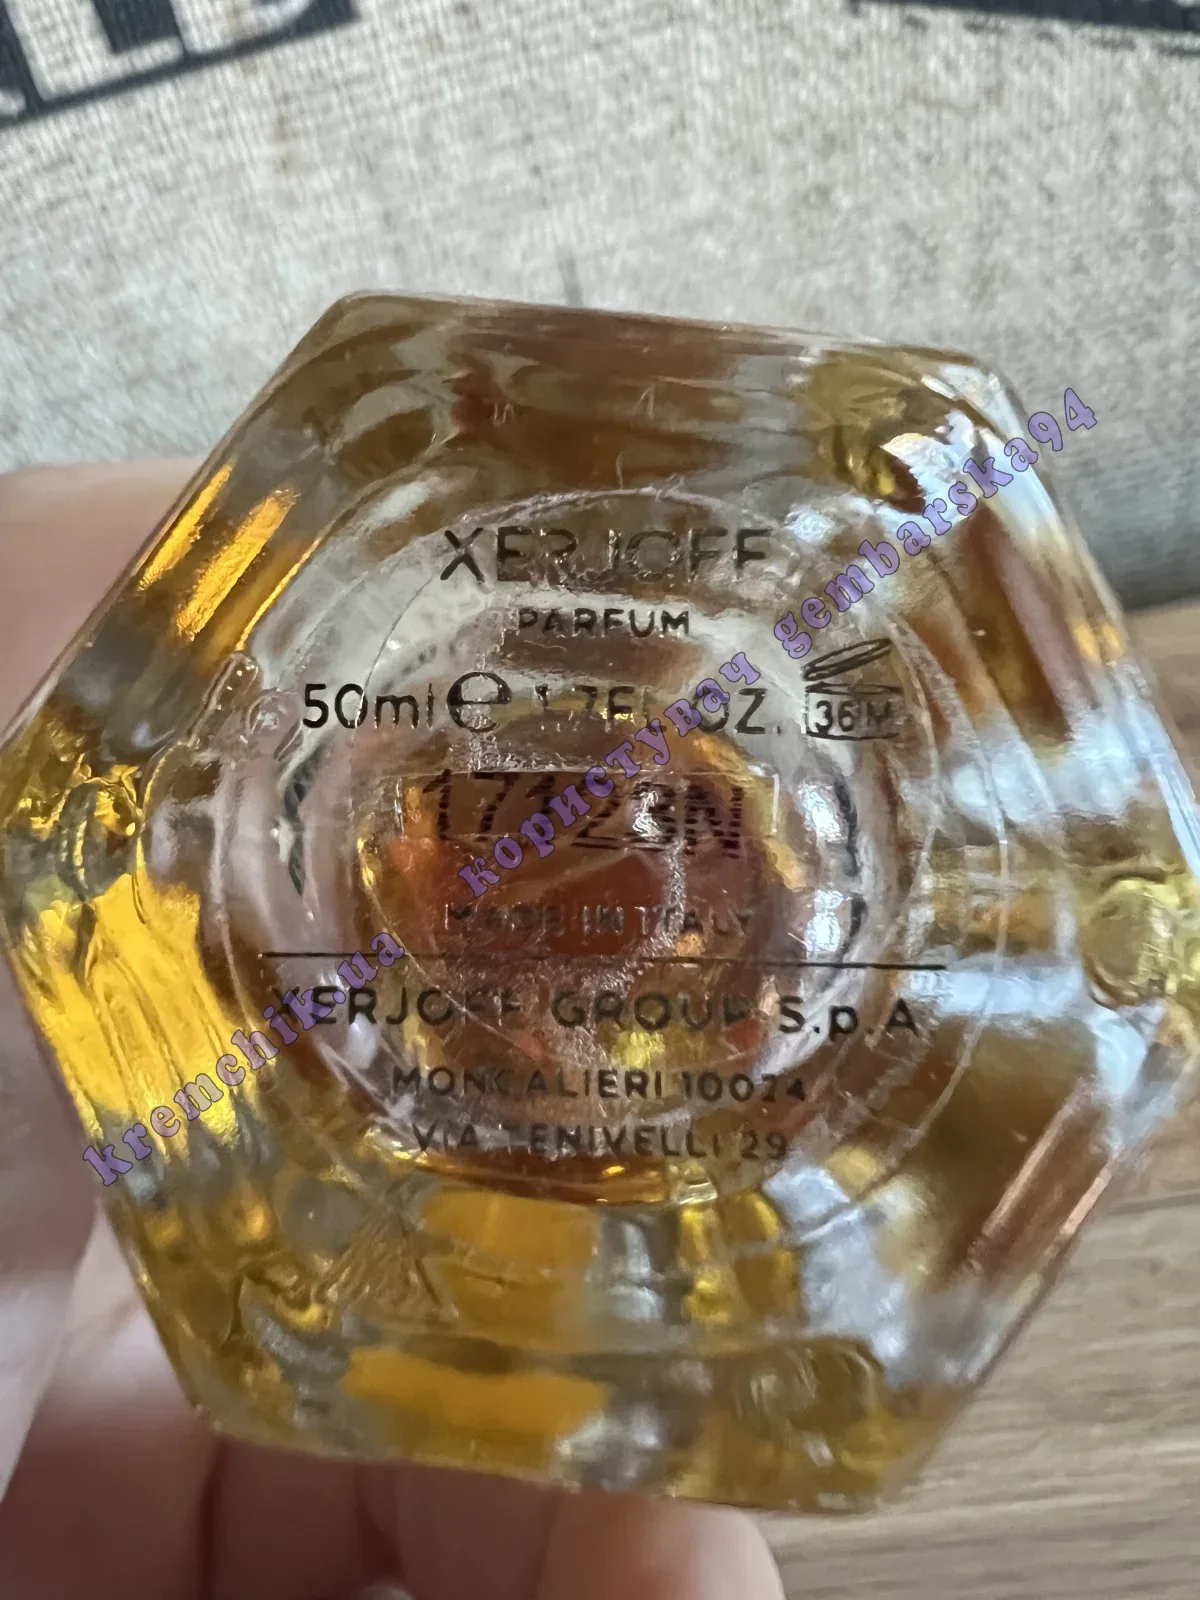 XERJOFF
PARFUM
50ml ℮ 1.7FL.OZ. 36M
MADE IN ITALY
XERJOFF GROUP S.p.A
MONCALIERI 10024
VIA TENIVELLI 29
kremchik.ua користувач gembarska94